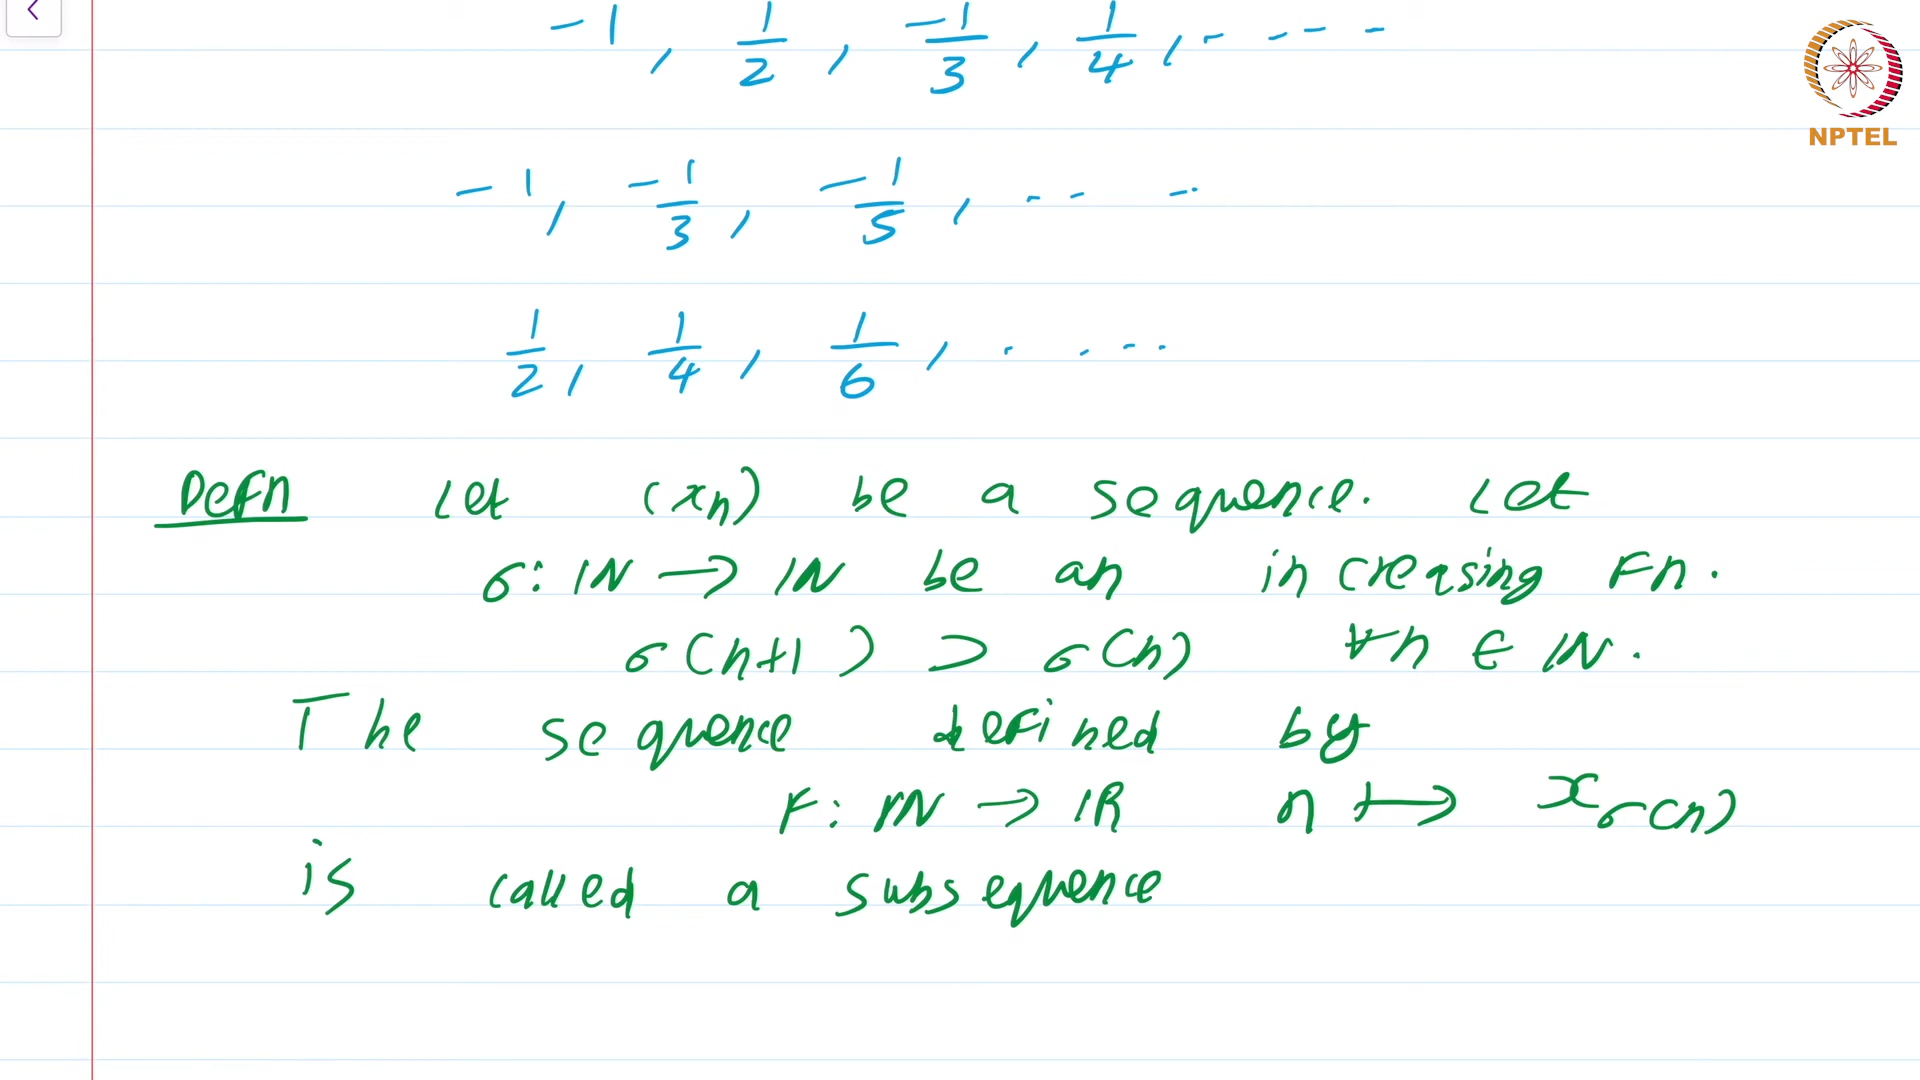 -1, 1/2, -1/3, 1/4, ....
NPTEL
-1, -1/3, -1/5, ....
1/2, 1/4, 1/6, ....
Defn Let (xₙ) be a sequence. Let
σ: ℕ → ℕ be an increasing Fn.
σ(n+1) > σ(n) ∀n ∈ ℕ.
The sequence defined by
F: ℕ → ℝ n ↦ x_σ(n)
is called a subsequence